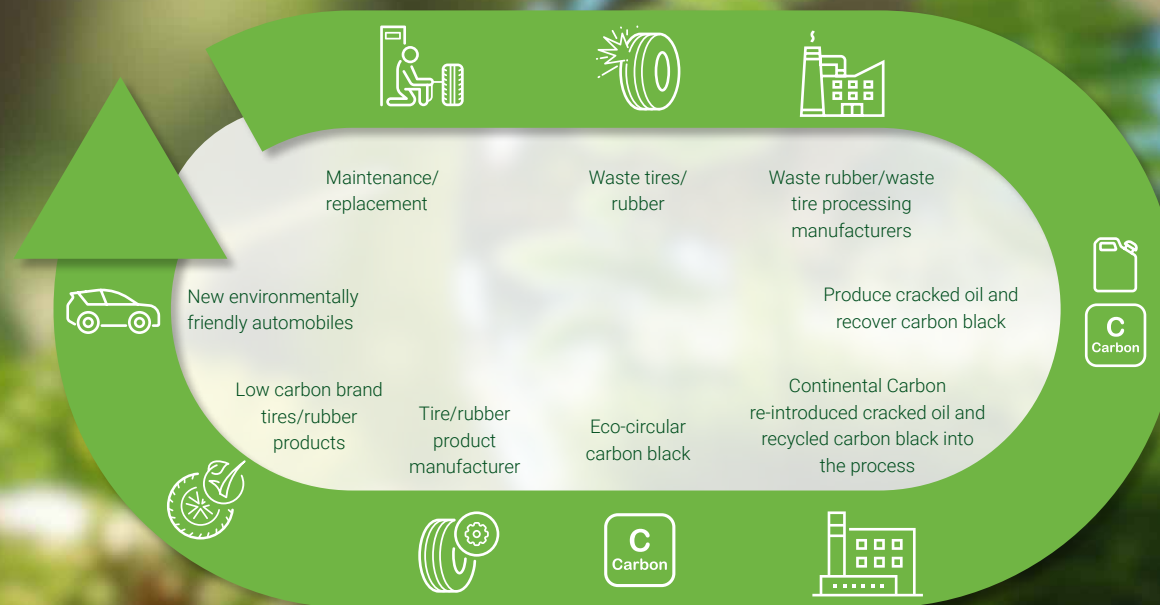 Maintenance/
replacement
Waste tires/
rubber
Waste rubber/waste
tire processing
manufacturers
Produce cracked oil and
recover carbon black
C
Carbon
Continental Carbon
re-introduced cracked oil and
recycled carbon black into
the process
Eco-circular
carbon black
C
Carbon
Tire/rubber
product
manufacturer
Low carbon brand
tires/rubber
products
New environmentally
friendly automobiles